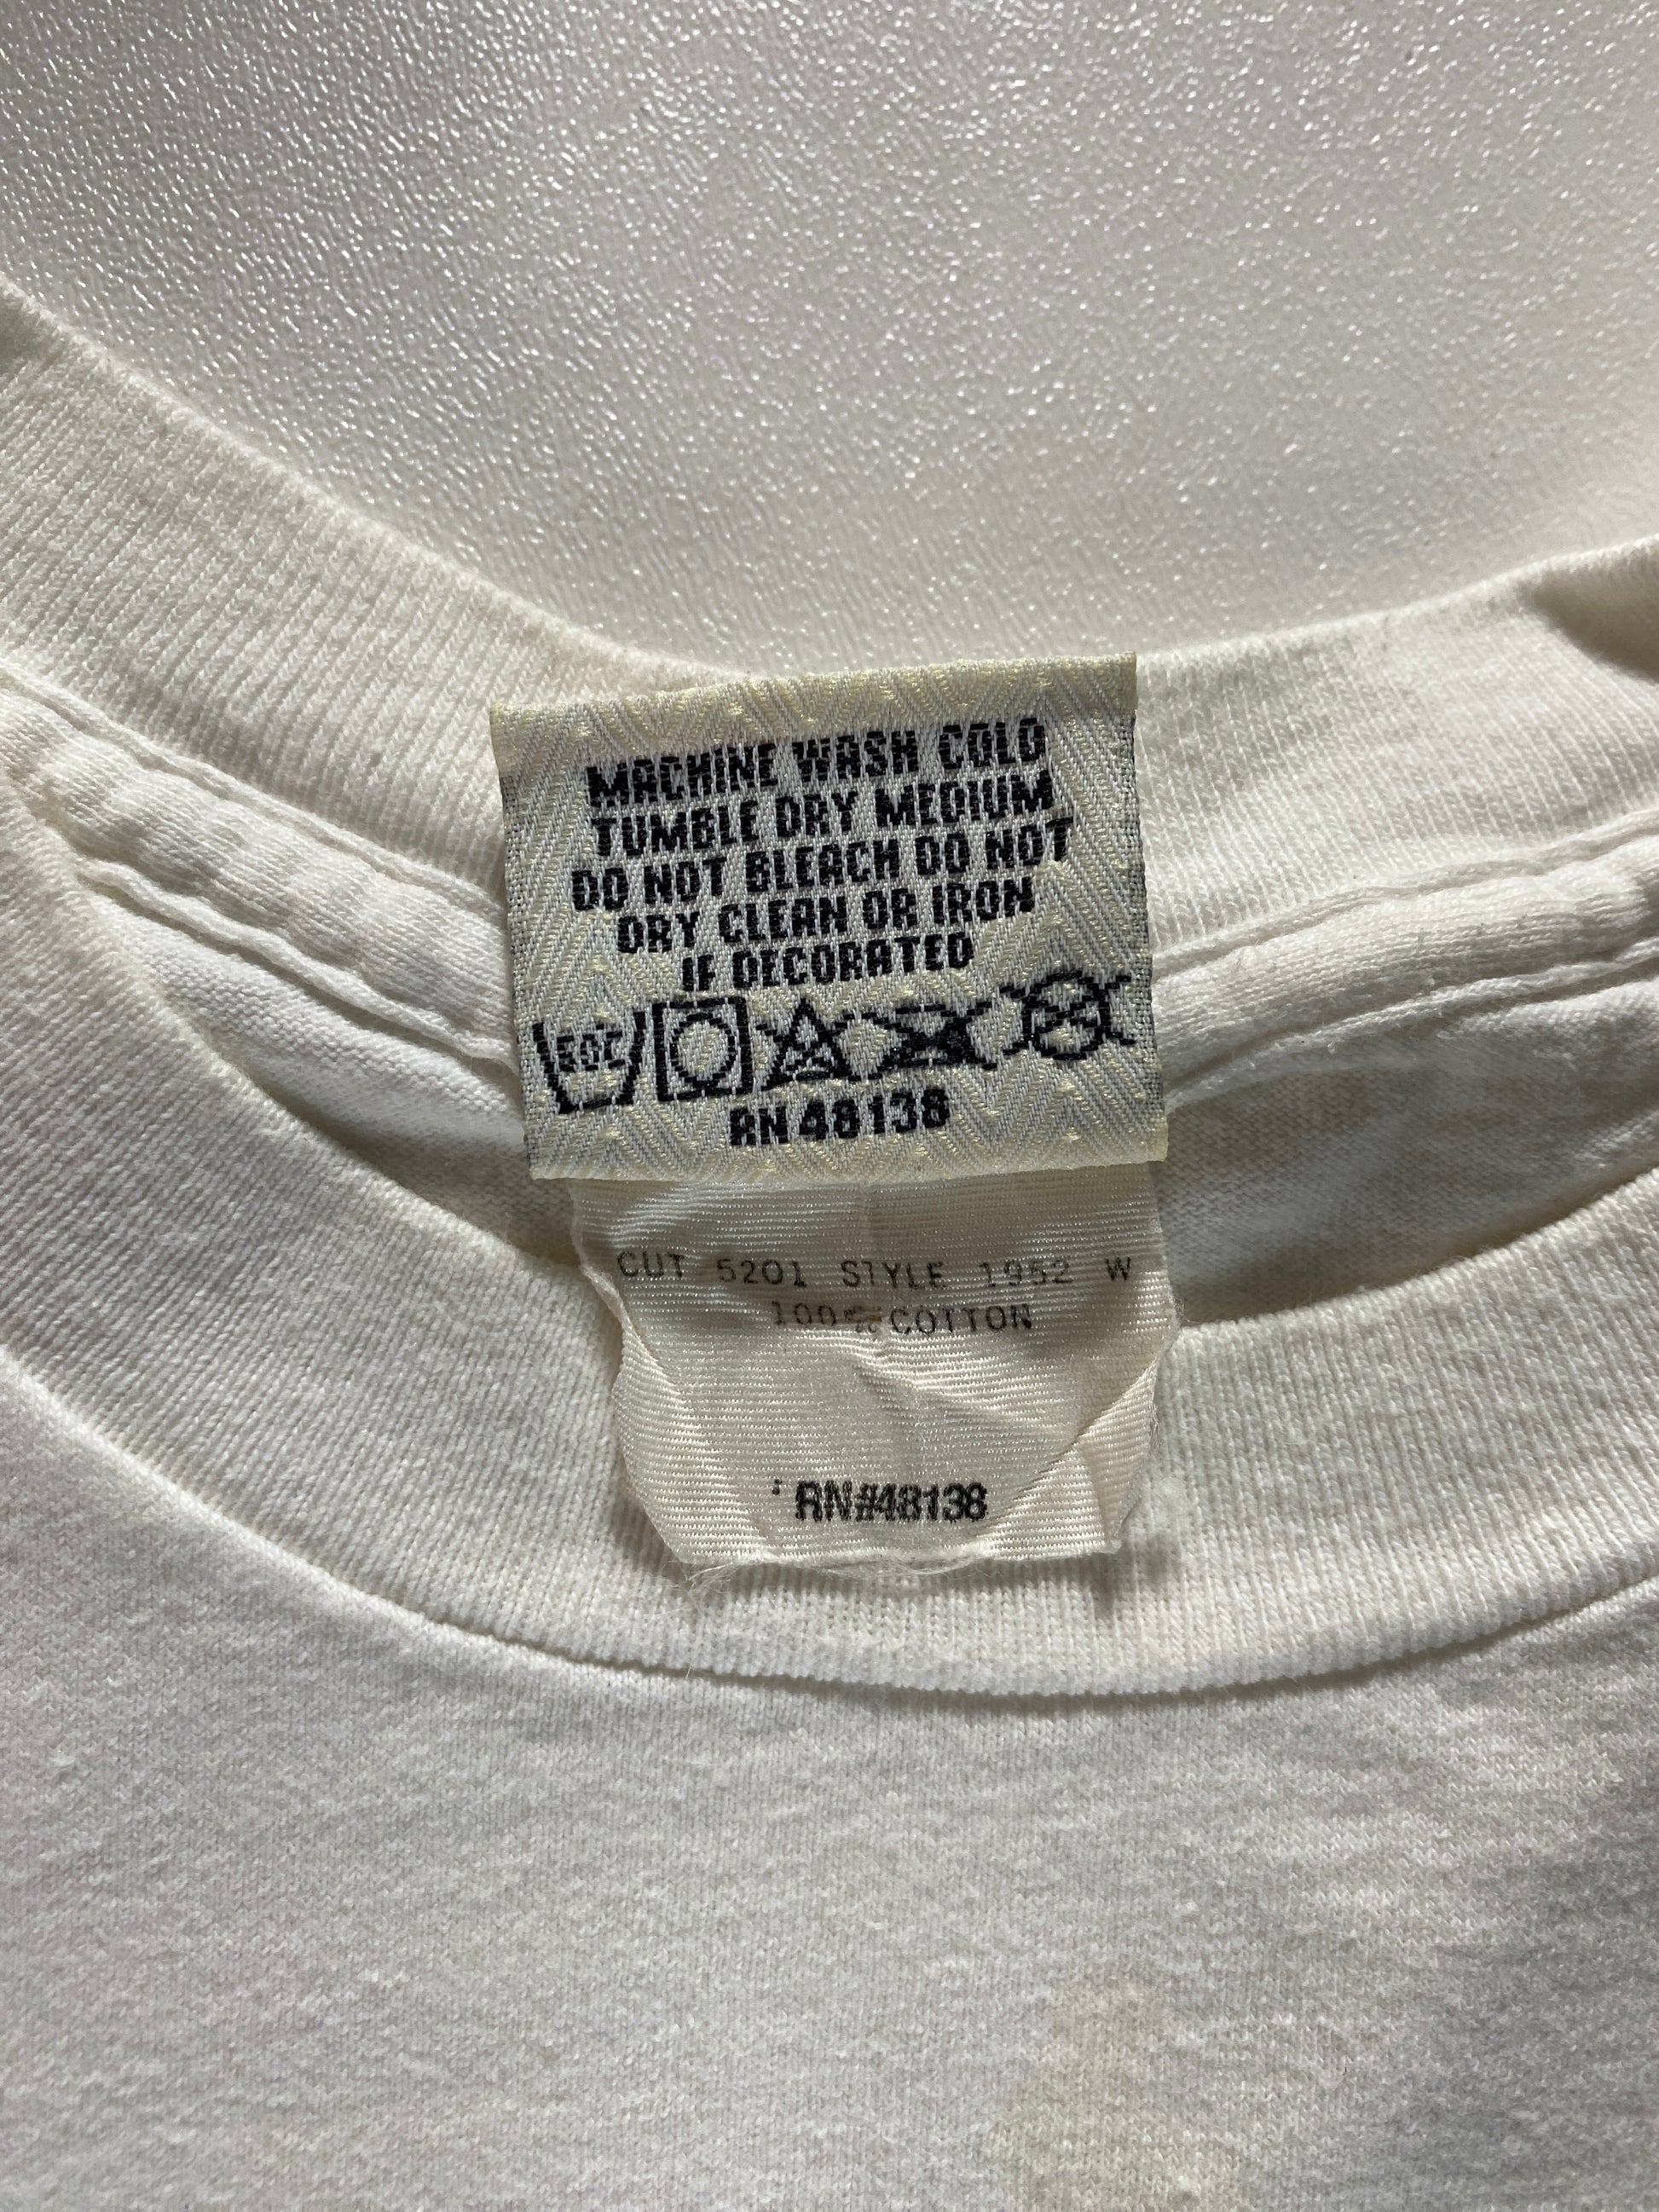 MACHINE WASH COLD
TUMBLE DRY MEDIUM
DO NOT BLEACH DO NOT
DRY CLEAN OR IRON
IF DECORATED
RN 48138
CUT 5201 STYLE 1952 W
100% COTTON
RN#48138